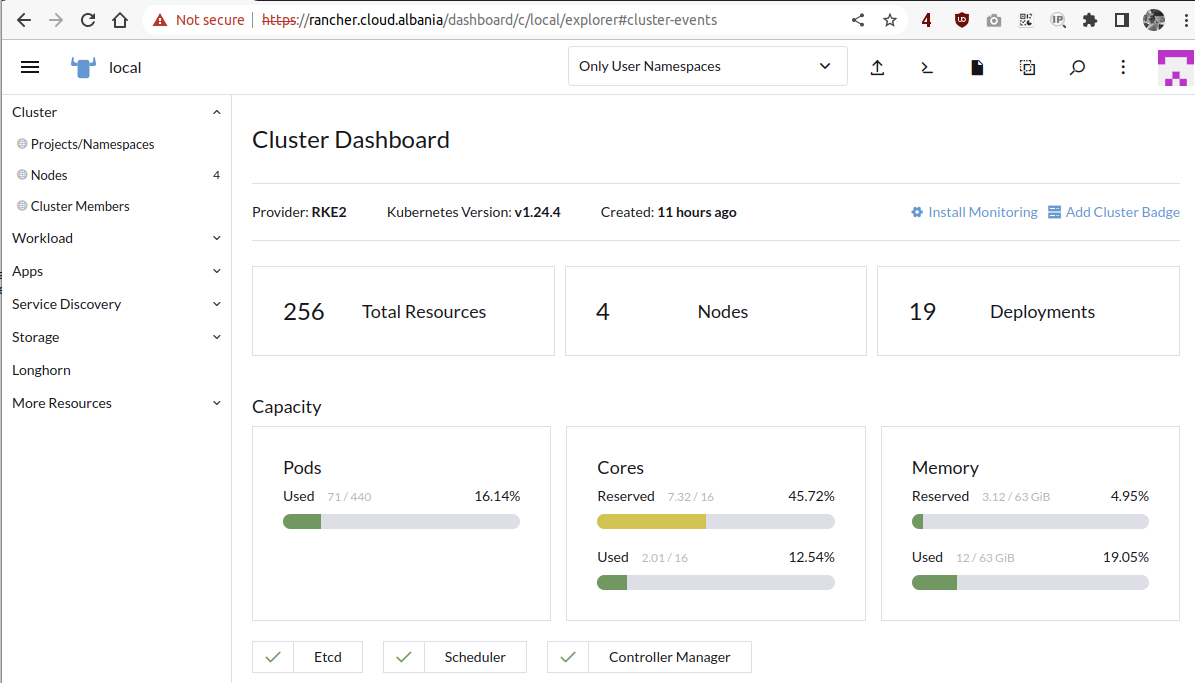 Not secure https://rancher.cloud.albania/dashboard/c/local/explorer#cluster-events
local
Only User Namespaces
Cluster
Projects/Namespaces
Nodes 4
Cluster Members
Workload
Apps
Service Discovery
Storage
Longhorn
More Resources
Cluster Dashboard
Provider: RKE2 Kubernetes Version: v1.24.4 Created: 11 hours ago Install Monitoring Add Cluster Badge
256 Total Resources 4 Nodes 19 Deployments
Capacity
Pods
Used 71 / 440 16.14%
Cores
Reserved 7.32 / 16 45.72%
Used 2.01 / 16 12.54%
Memory
Reserved 3.12 / 63 GiB 4.95%
Used 12 / 63 GiB 19.05%
Etcd Scheduler Controller Manager